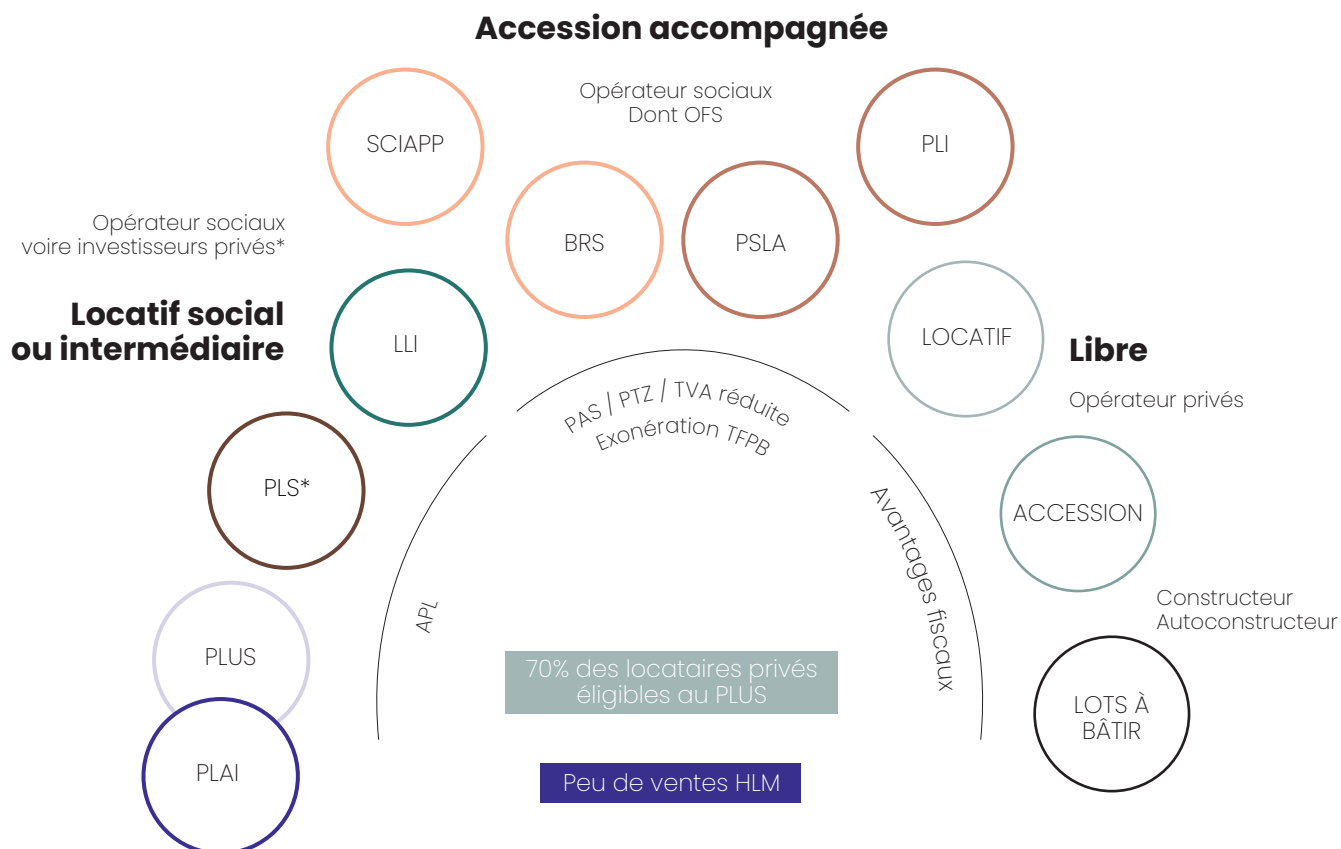 Accession accompagnée
Opérateur sociaux
Dont OFS
SCIAPP
PLI
BRS
PSLA
Opérateur sociaux
voire investisseurs privés*
Locatif social
ou intermédiaire
LLI
LOCATIF
Libre
Opérateur privés
PAS / PTZ / TVA réduite
Exonération TFPB
PLS*
ACCESSION
Avantages fiscaux
APL
Constructeur
Autoconstructeur
PLUS
70% des locataires privés
éligibles au PLUS
LOTS À
BÂTIR
PLAI
Peu de ventes HLM